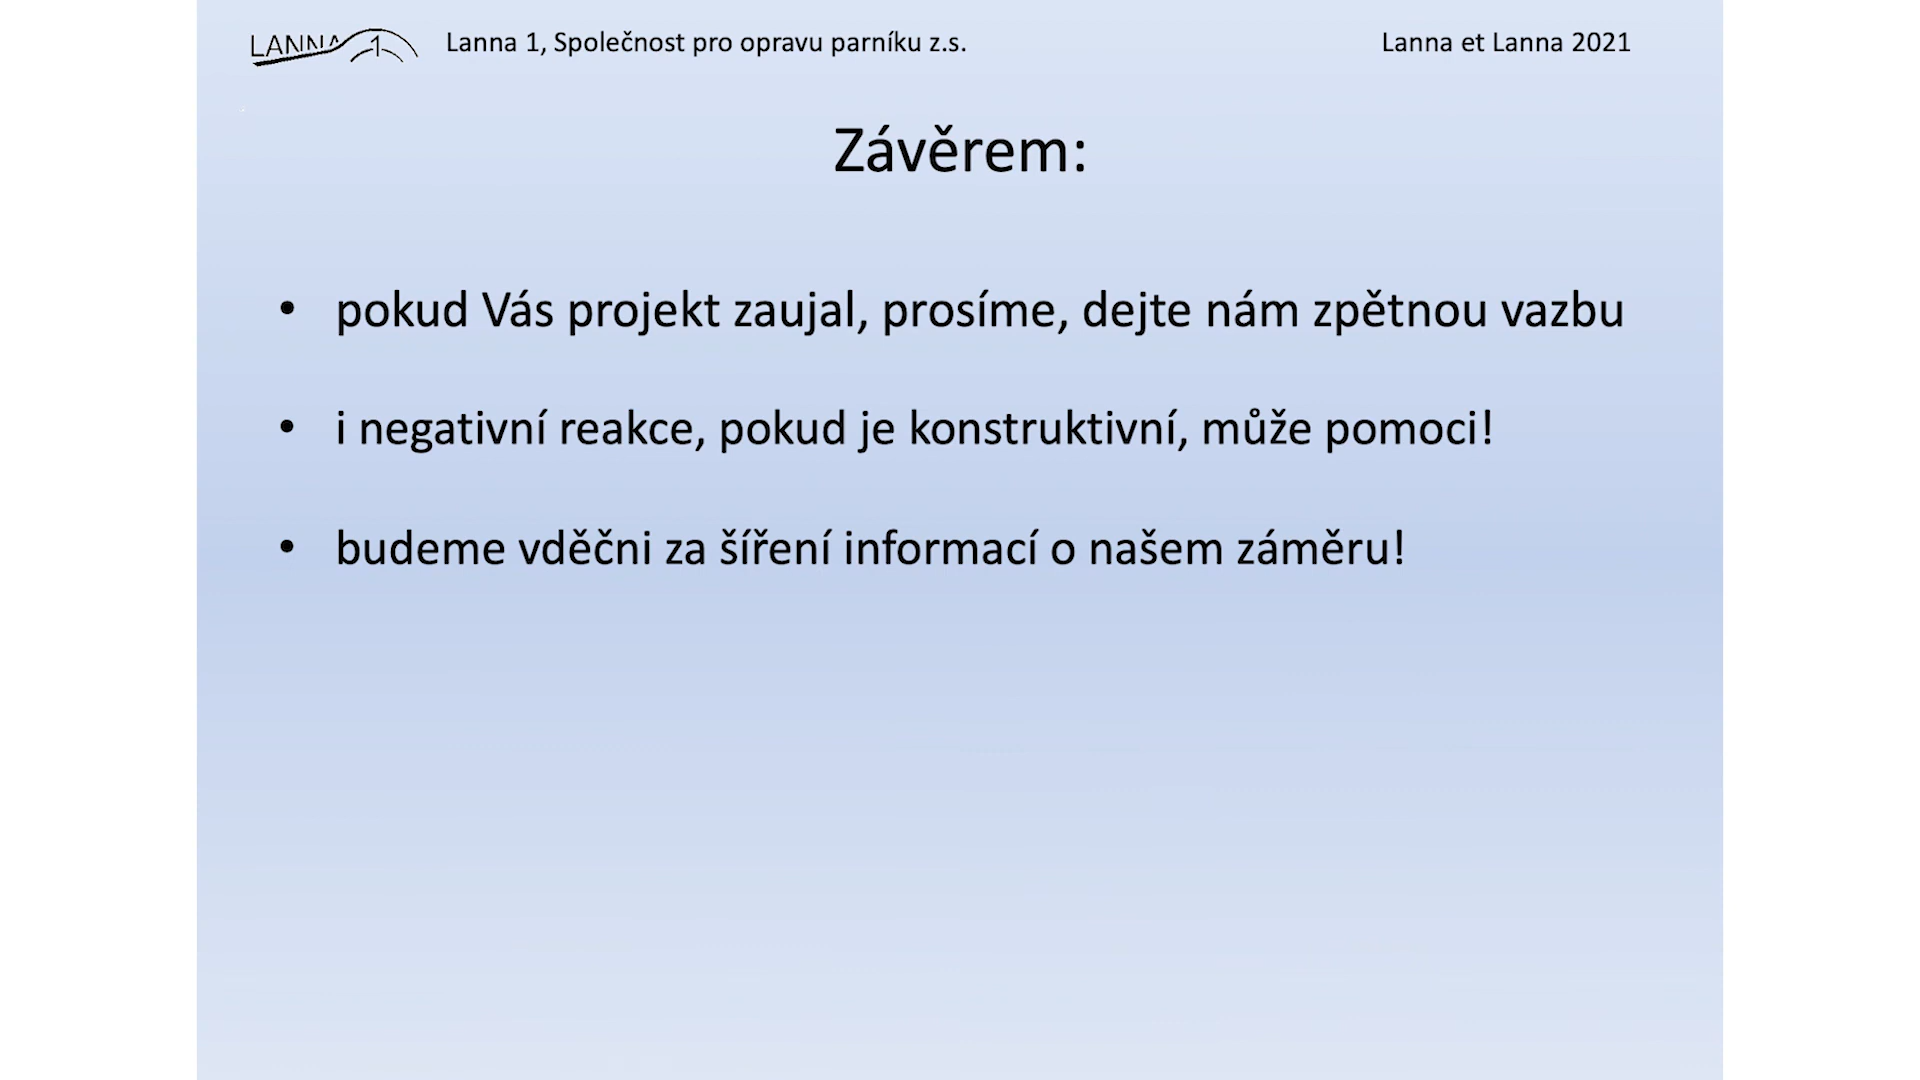 LANNA 1 Lanna 1, Společnost pro opravu parníku z.s. Lanna et Lanna 2021
Závěrem:
• pokud Vás projekt zaujal, prosíme, dejte nám zpětnou vazbu
• i negativní reakce, pokud je konstruktivní, může pomoci!
• budeme vděčni za šíření informací o našem záměru!